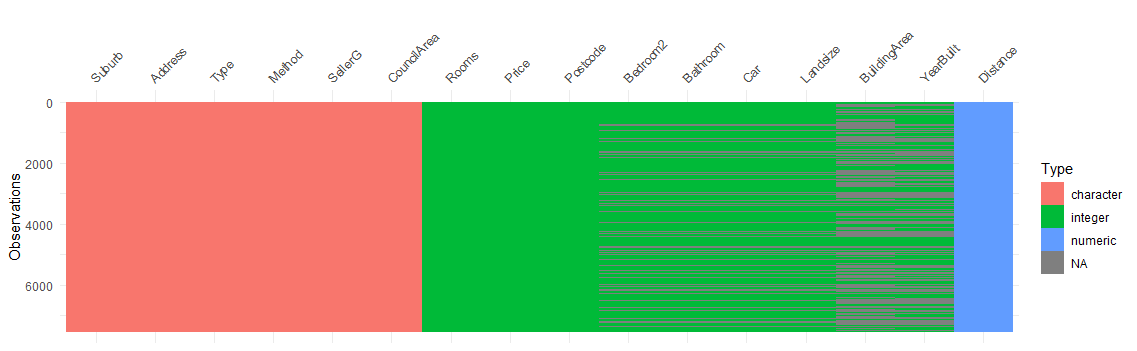 Suburb
Address
Type
Method
SellerG
CouncilArea
Rooms
Price
Postcode
Bedroom2
Bathroom
Car
Landsize
BuildingArea
YearBuilt
Distance
Observations
0
2000
4000
6000
Type
character
integer
numeric
NA